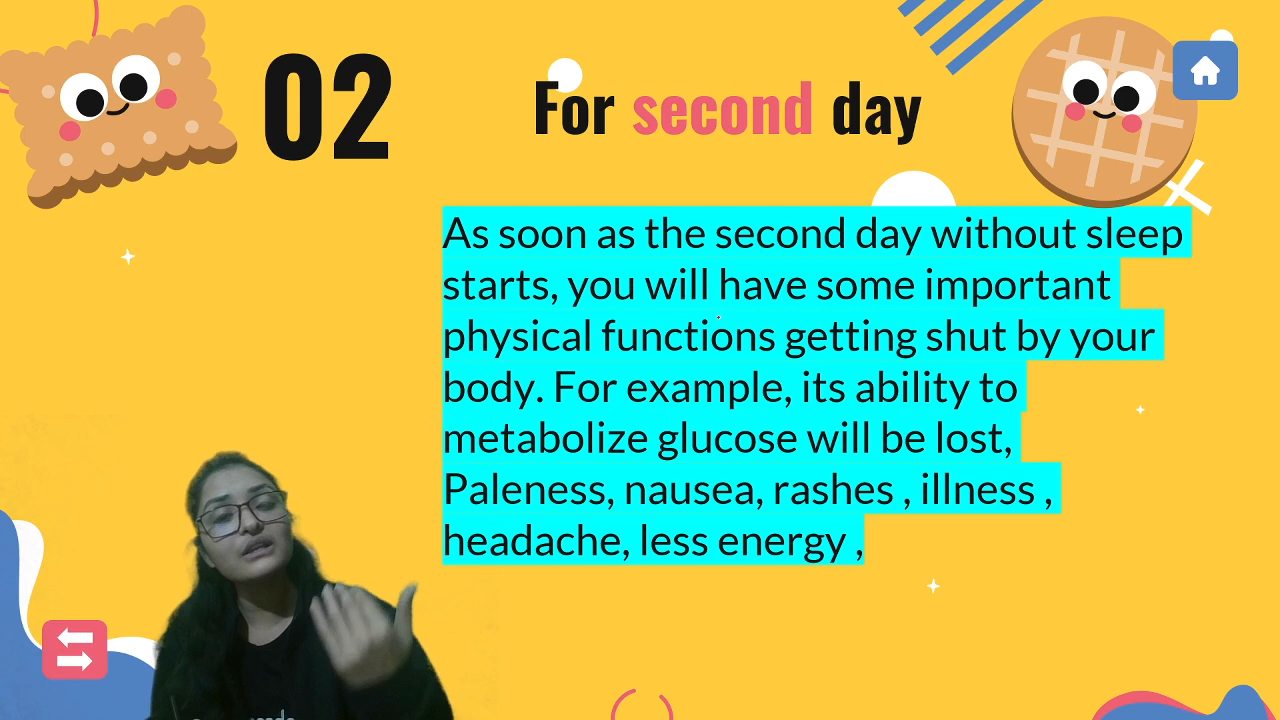 02
For second day
As soon as the second day without sleep
starts, you will have some important
physical functions getting shut by your
body. For example, its ability to
metabolize glucose will be lost,
Paleness, nausea, rashes , illness ,
headache, less energy ,